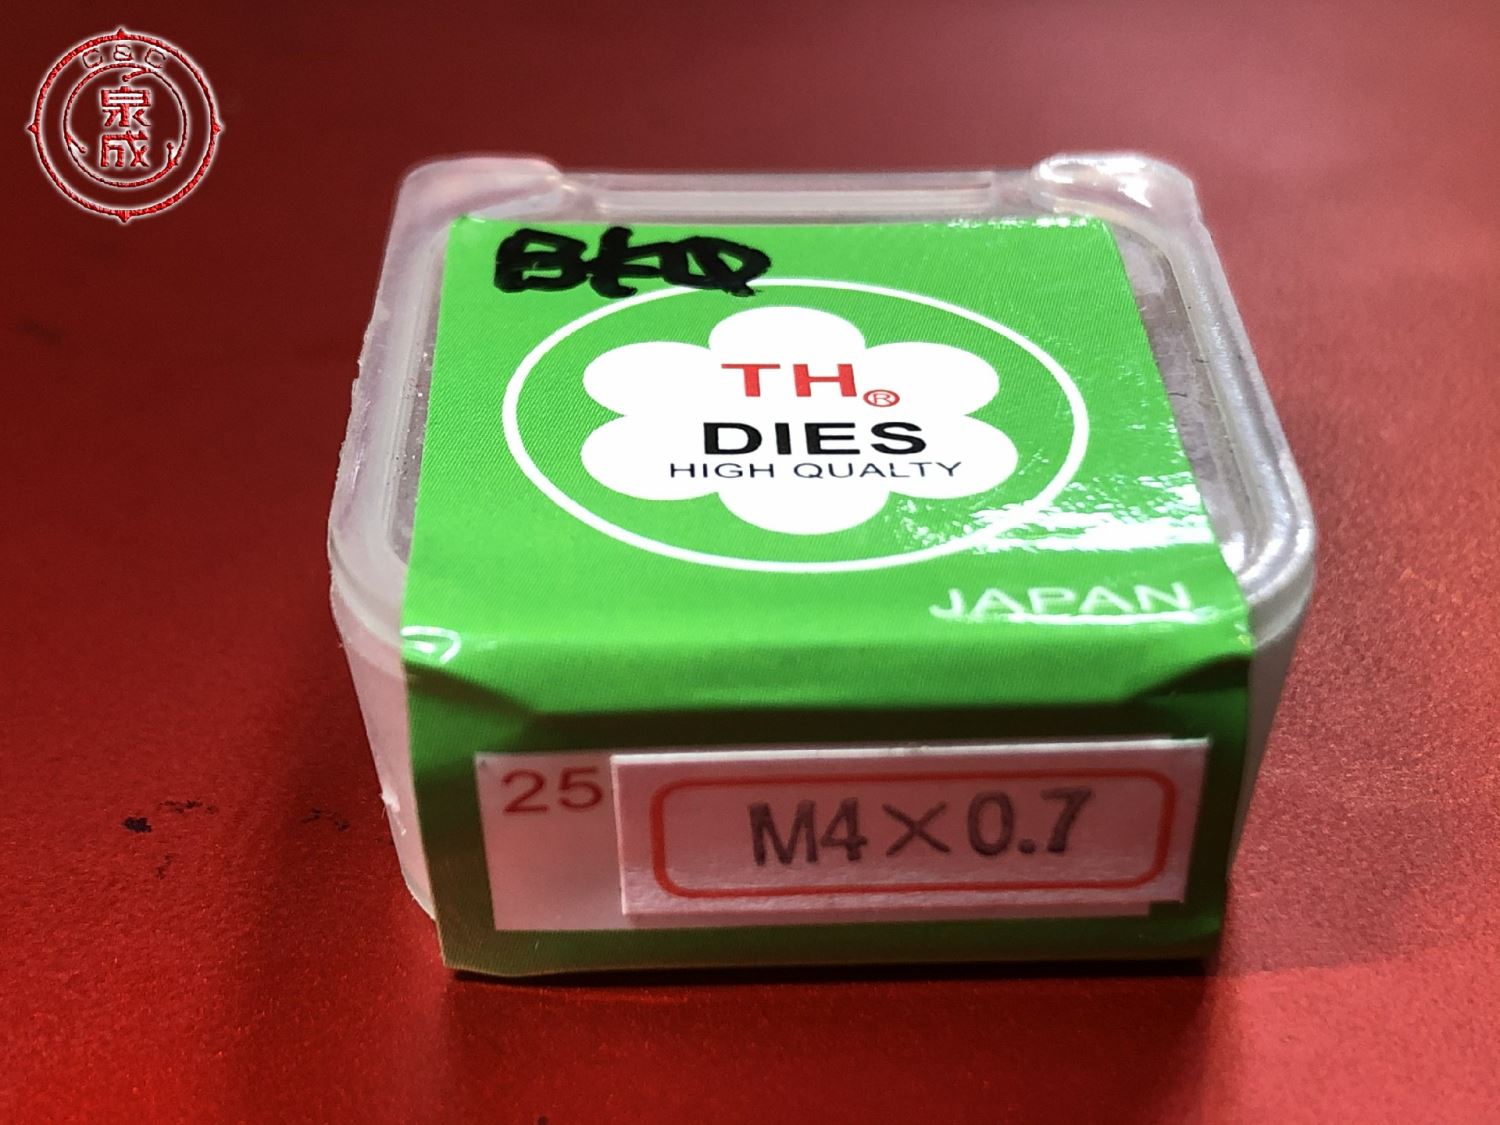 C&C
泉成
TH®
DIES
HIGH QUALTY
JAPAN
25
M4×0.7